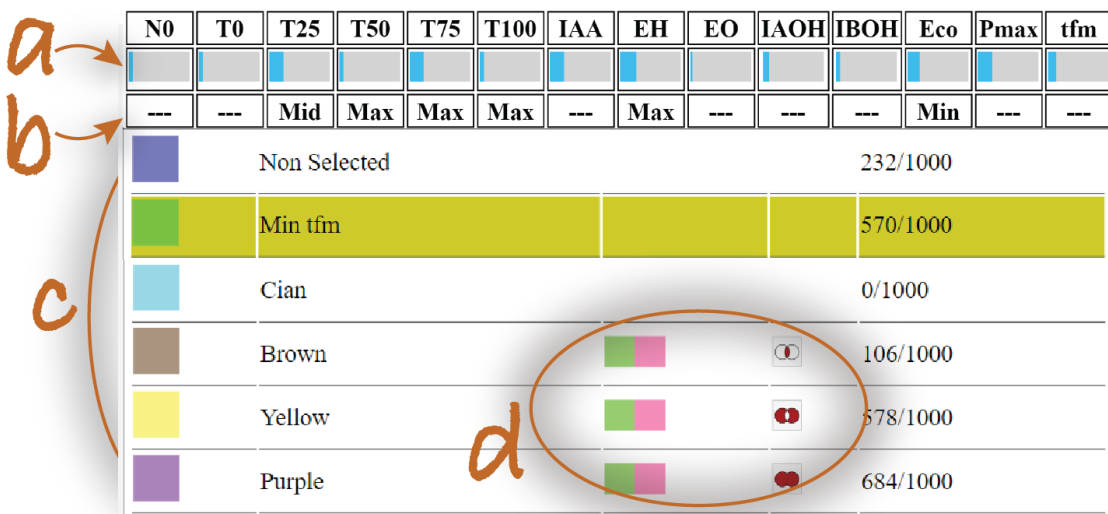 a
N0 T0 T25 T50 T75 T100 IAA EH EO IAOH IBOH Eco Pmax tfm
b
--- --- Mid Max Max Max --- Max --- --- --- Min --- ---
c
Non Selected 232/1000
Min tfm 570/1000
Cian 0/1000
Brown 106/1000
Yellow 578/1000
d
Purple 684/1000